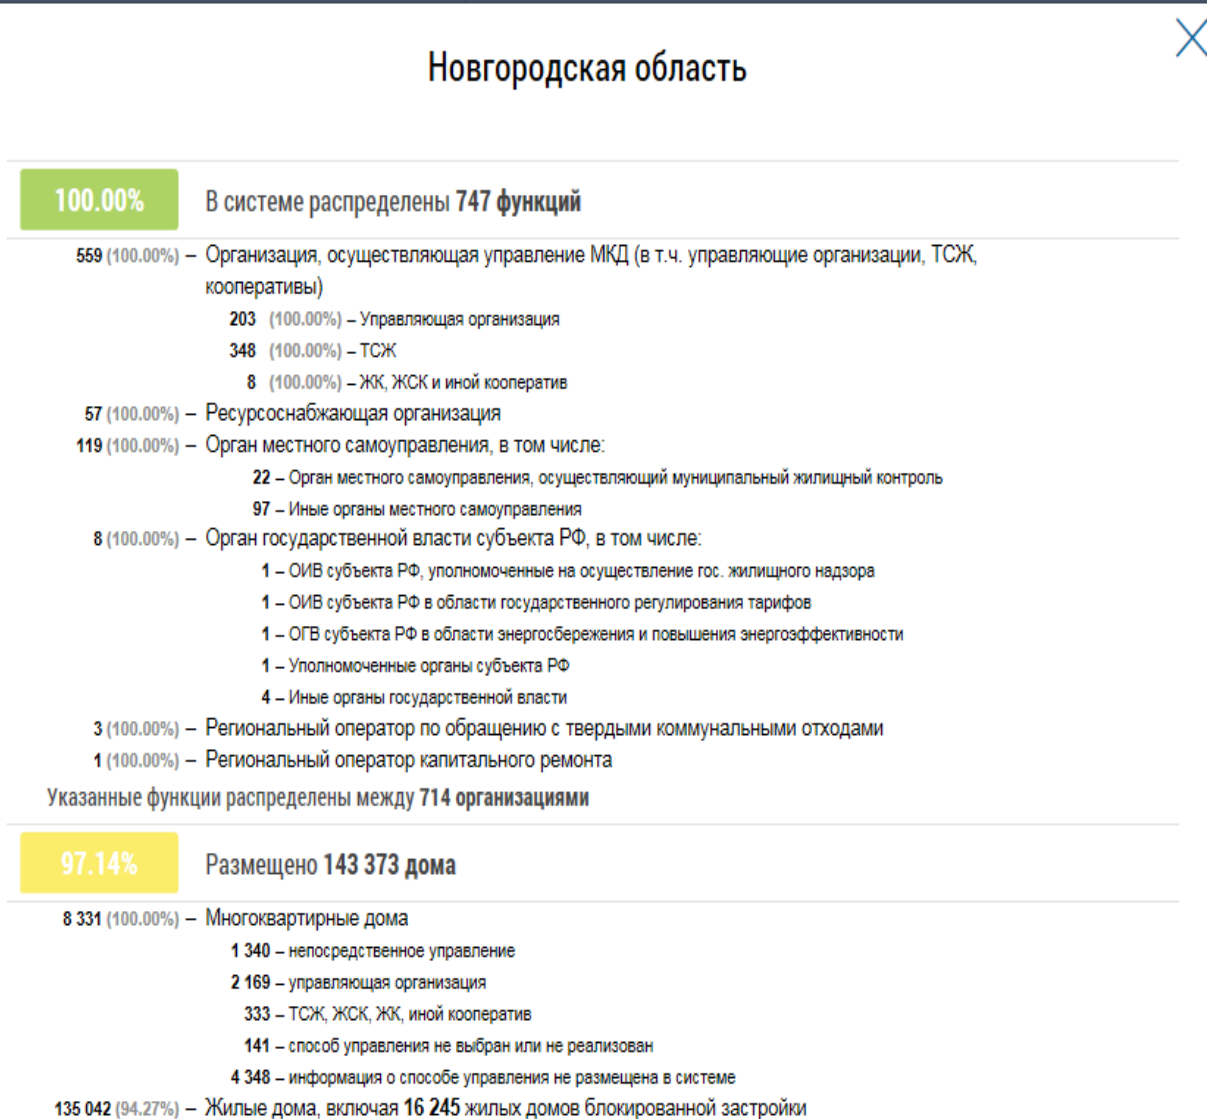 Новгородская область
100.00% В системе распределены 747 функций
559 (100.00%) – Организация, осуществляющая управление МКД (в т.ч. управляющие организации, ТСЖ,
кооперативы)
203 (100.00%) – Управляющая организация
348 (100.00%) – ТСЖ
8 (100.00%) – ЖК, ЖСК и иной кооператив
57 (100.00%) – Ресурсоснабжающая организация
119 (100.00%) – Орган местного самоуправления, в том числе:
22 – Орган местного самоуправления, осуществляющий муниципальный жилищный контроль
97 – Иные органы местного самоуправления
8 (100.00%) – Орган государственной власти субъекта РФ, в том числе:
1 – ОИВ субъекта РФ, уполномоченные на осуществление гос. жилищного надзора
1 – ОИВ субъекта РФ в области государственного регулирования тарифов
1 – ОГВ субъекта РФ в области энергосбережения и повышения энергоэффективности
1 – Уполномоченные органы субъекта РФ
4 – Иные органы государственной власти
3 (100.00%) – Региональный оператор по обращению с твердыми коммунальными отходами
1 (100.00%) – Региональный оператор капитального ремонта
Указанные функции распределены между 714 организациями
97.14% Размещено 143 373 дома
8 331 (100.00%) – Многоквартирные дома
1 340 – непосредственное управление
2 169 – управляющая организация
333 – ТСЖ, ЖСК, ЖК, иной кооператив
141 – способ управления не выбран или не реализован
4 348 – информация о способе управления не размещена в системе
135 042 (94.27%) – Жилые дома, включая 16 245 жилых домов блокированной застройки